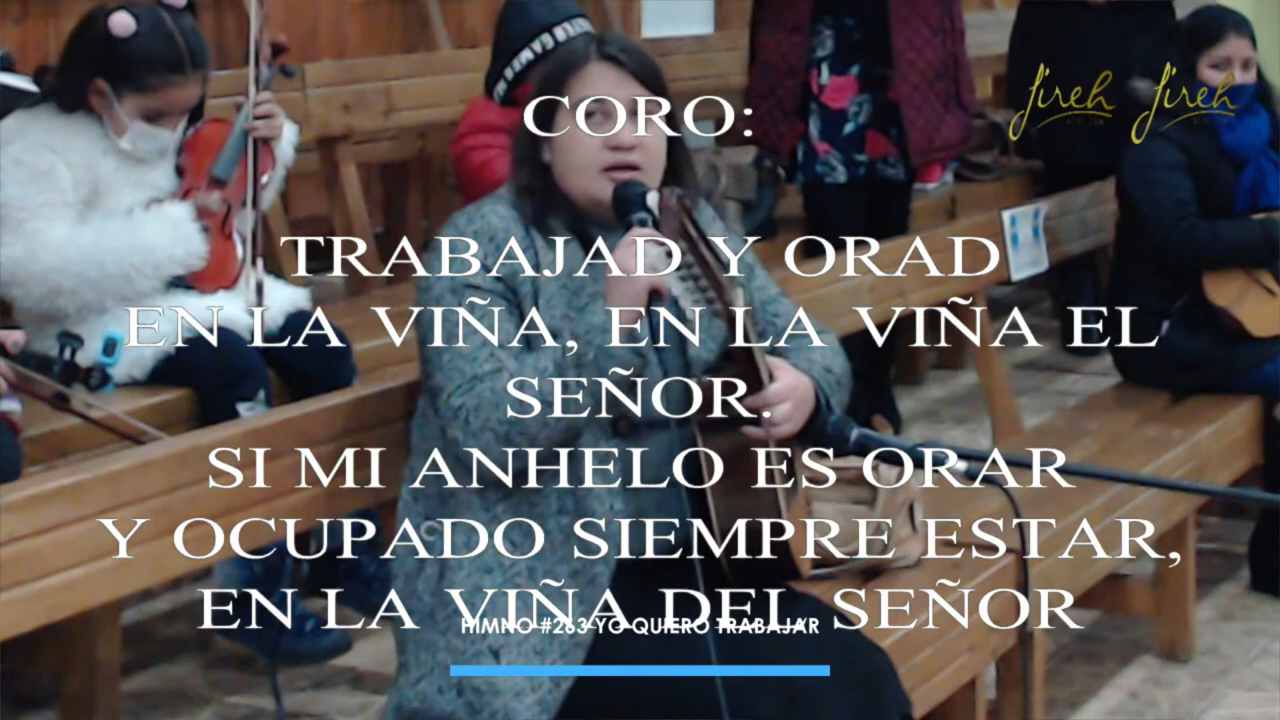 CORO:
Jireh Jireh
TRABAJAD Y ORAD
EN LA VIÑA, EN LA VIÑA EL
SEÑOR.
SI MI ANHELO ES ORAR
Y OCUPADO SIEMPRE ESTAR,
EN LA VIÑA DEL SEÑOR
HIMNO #263 YO QUIERO TRABAJAR